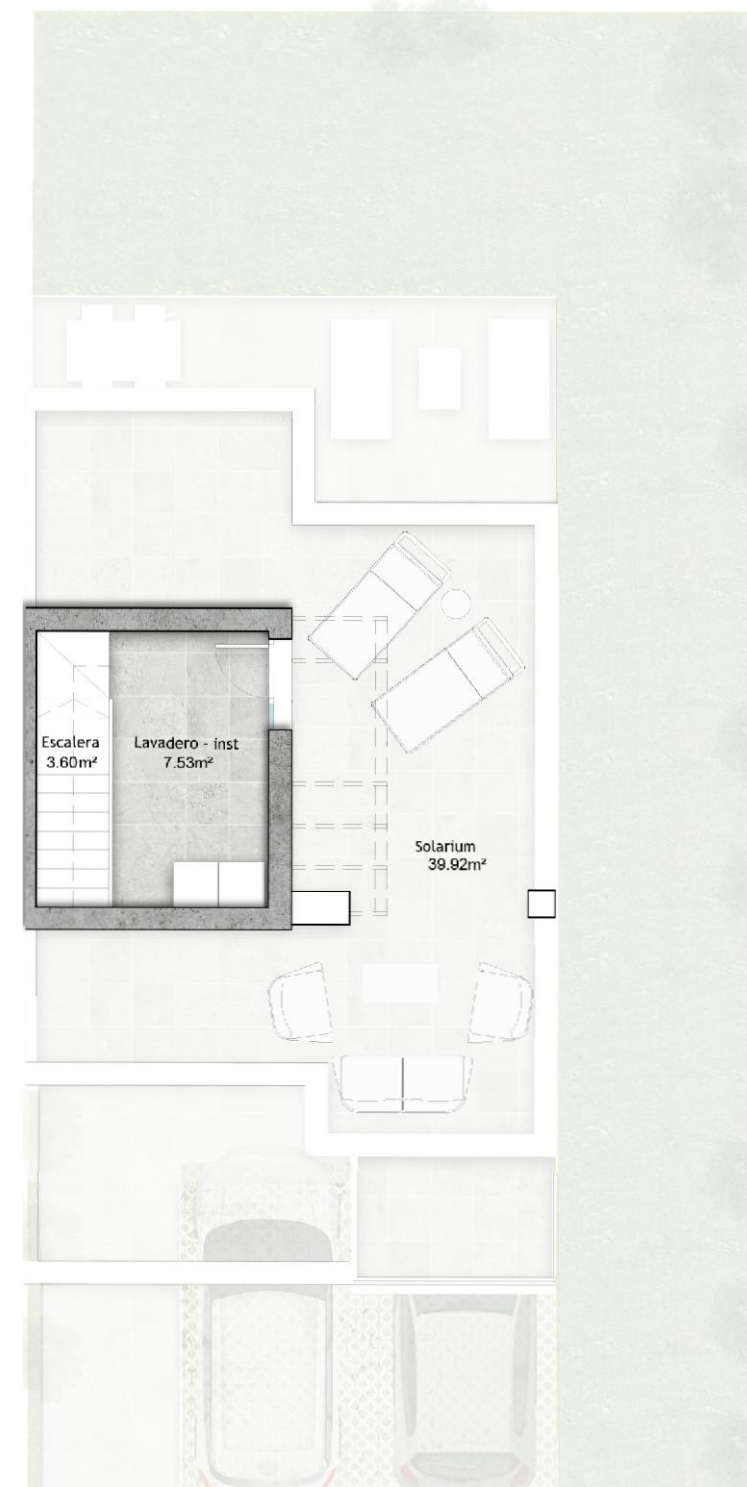 Escalera
3.60m²
Lavadero - inst
7.53m²
Solarium
39.92m²